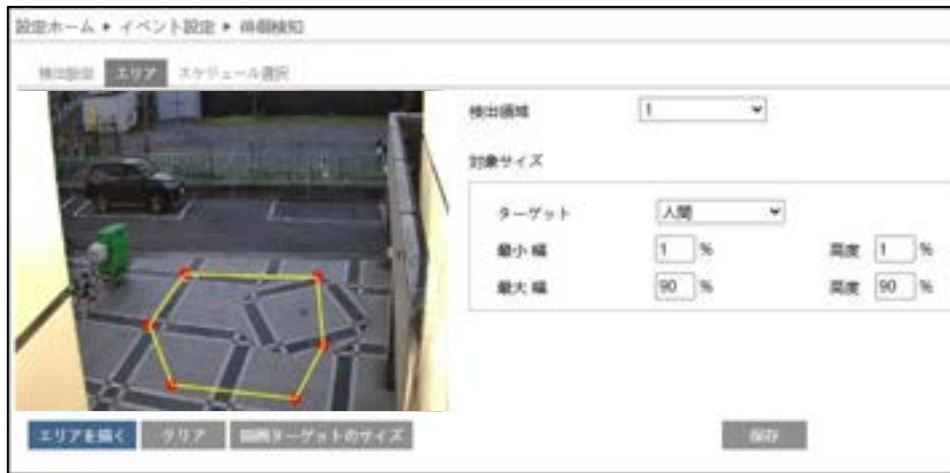 設定ホーム ▸ イベント設定 ▸ 徘徊検知
検出設定 エリア スケジュール選択
検出領域 1
対象サイズ
ターゲット 人間
最小 幅 1 % 高度 1 %
最大 幅 90 % 高度 90 %
エリアを描く クリア ターゲットのサイズ 保存